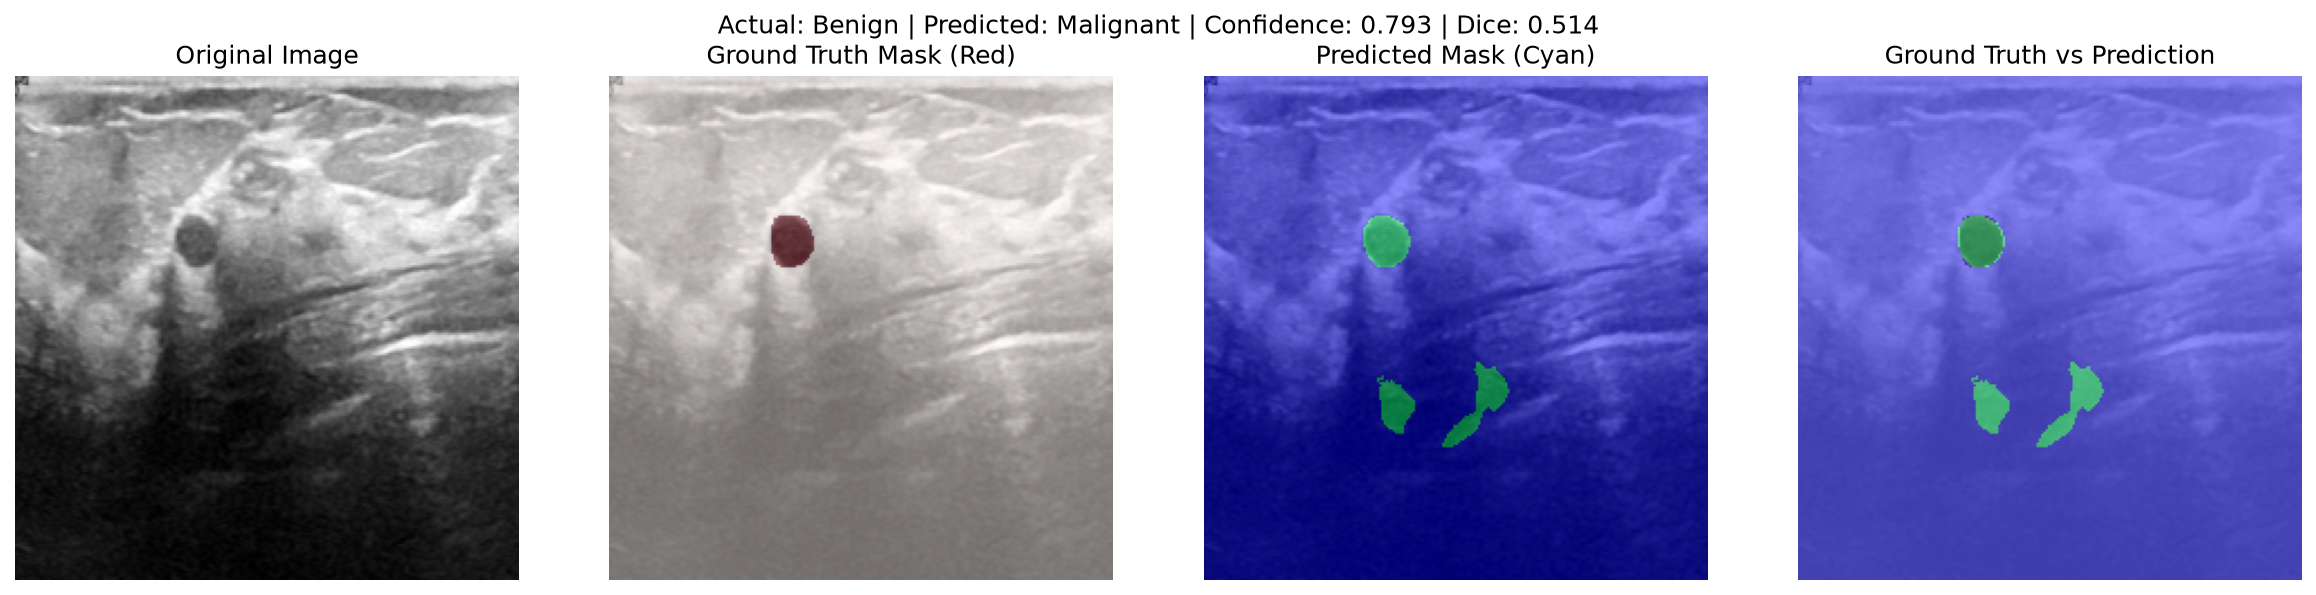 Actual: Benign | Predicted: Malignant | Confidence: 0.793 | Dice: 0.514
Original Image
Ground Truth Mask (Red)
Predicted Mask (Cyan)
Ground Truth vs Prediction